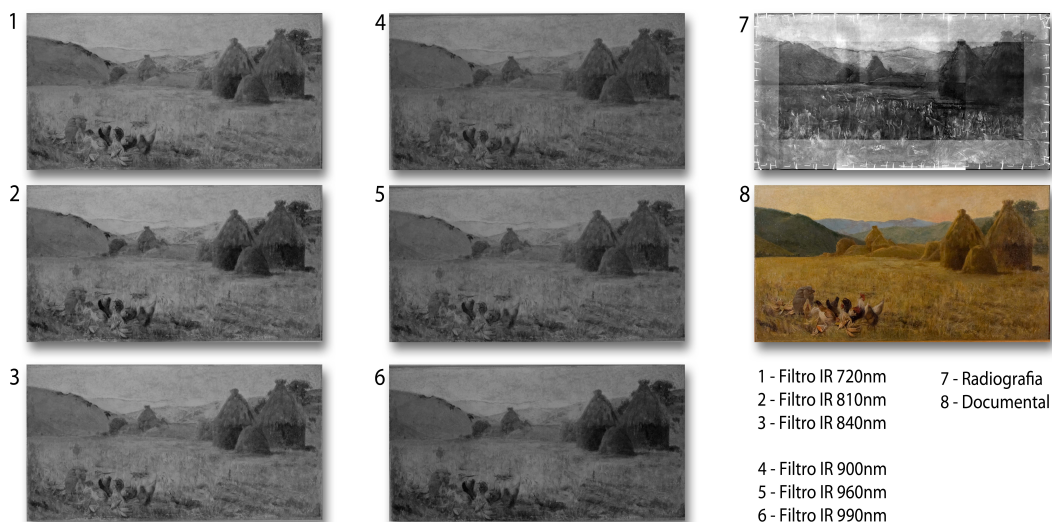 1
4
7
2
5
8
3
6
1 - Filtro IR 720nm
2 - Filtro IR 810nm
3 - Filtro IR 840nm
4 - Filtro IR 900nm
5 - Filtro IR 960nm
6 - Filtro IR 990nm
7 - Radiografia
8 - Documental